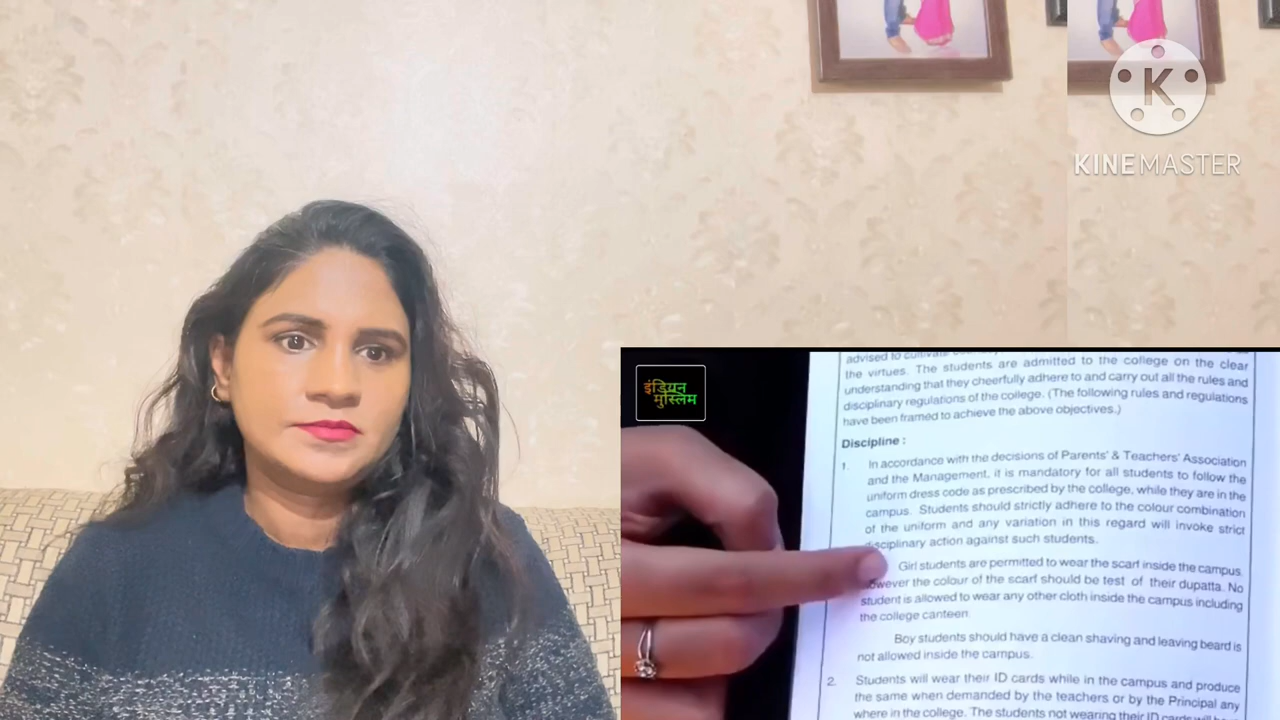 K
KINEMASTER
इंडियन
मुस्लिम
advised to cultivate
the virtues. The students are admitted to the college on the clear
understanding that they cheerfully adhere to and carry out all the rules and
disciplinary regulations of the college. (The following rules and regulations
have been framed to achieve the above objectives.)
Discipline :
1. In accordance with the decisions of Parents' & Teachers' Association
and the Management, it is mandatory for all students to follow the
uniform dress code as prescribed by the college, while they are in the
campus. Students should strictly adhere to the colour combination
of the uniform and any variation in this regard will invoke strict
disciplinary action against such students.
Girl students are permitted to wear the scarf inside the campus.
however the colour of the scarf should be test of their dupatta. No
student is allowed to wear any other cloth inside the campus including
the college canteen.
Boy students should have a clean shaving and leaving beard is
not allowed inside the campus.
2. Students will wear their ID cards while in the campus and produce
the same when demanded by the teachers or by the Principal any
where in the college. The students not wearing their ID cards will